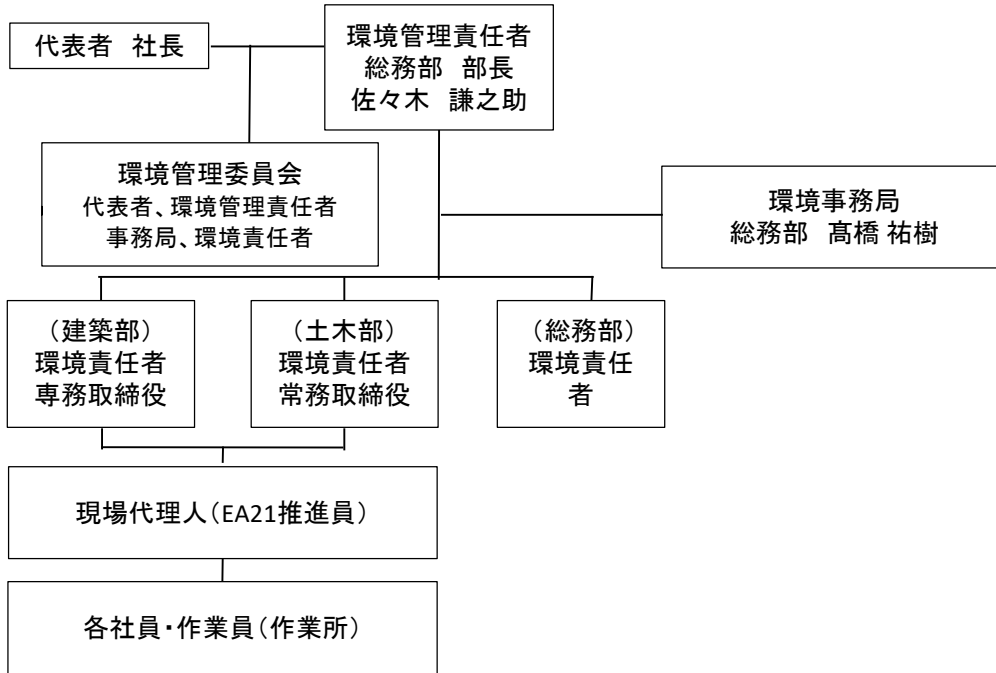 代表者 社長
環境管理責任者
総務部 部長
佐々木 謙之助
環境管理委員会
代表者、環境管理責任者
事務局、環境責任者
環境事務局
総務部 髙橋 祐樹
（建築部）
環境責任者
専務取締役
（土木部）
環境責任者
常務取締役
（総務部）
環境責任
者
現場代理人（EA21推進員）
各社員・作業員（作業所）